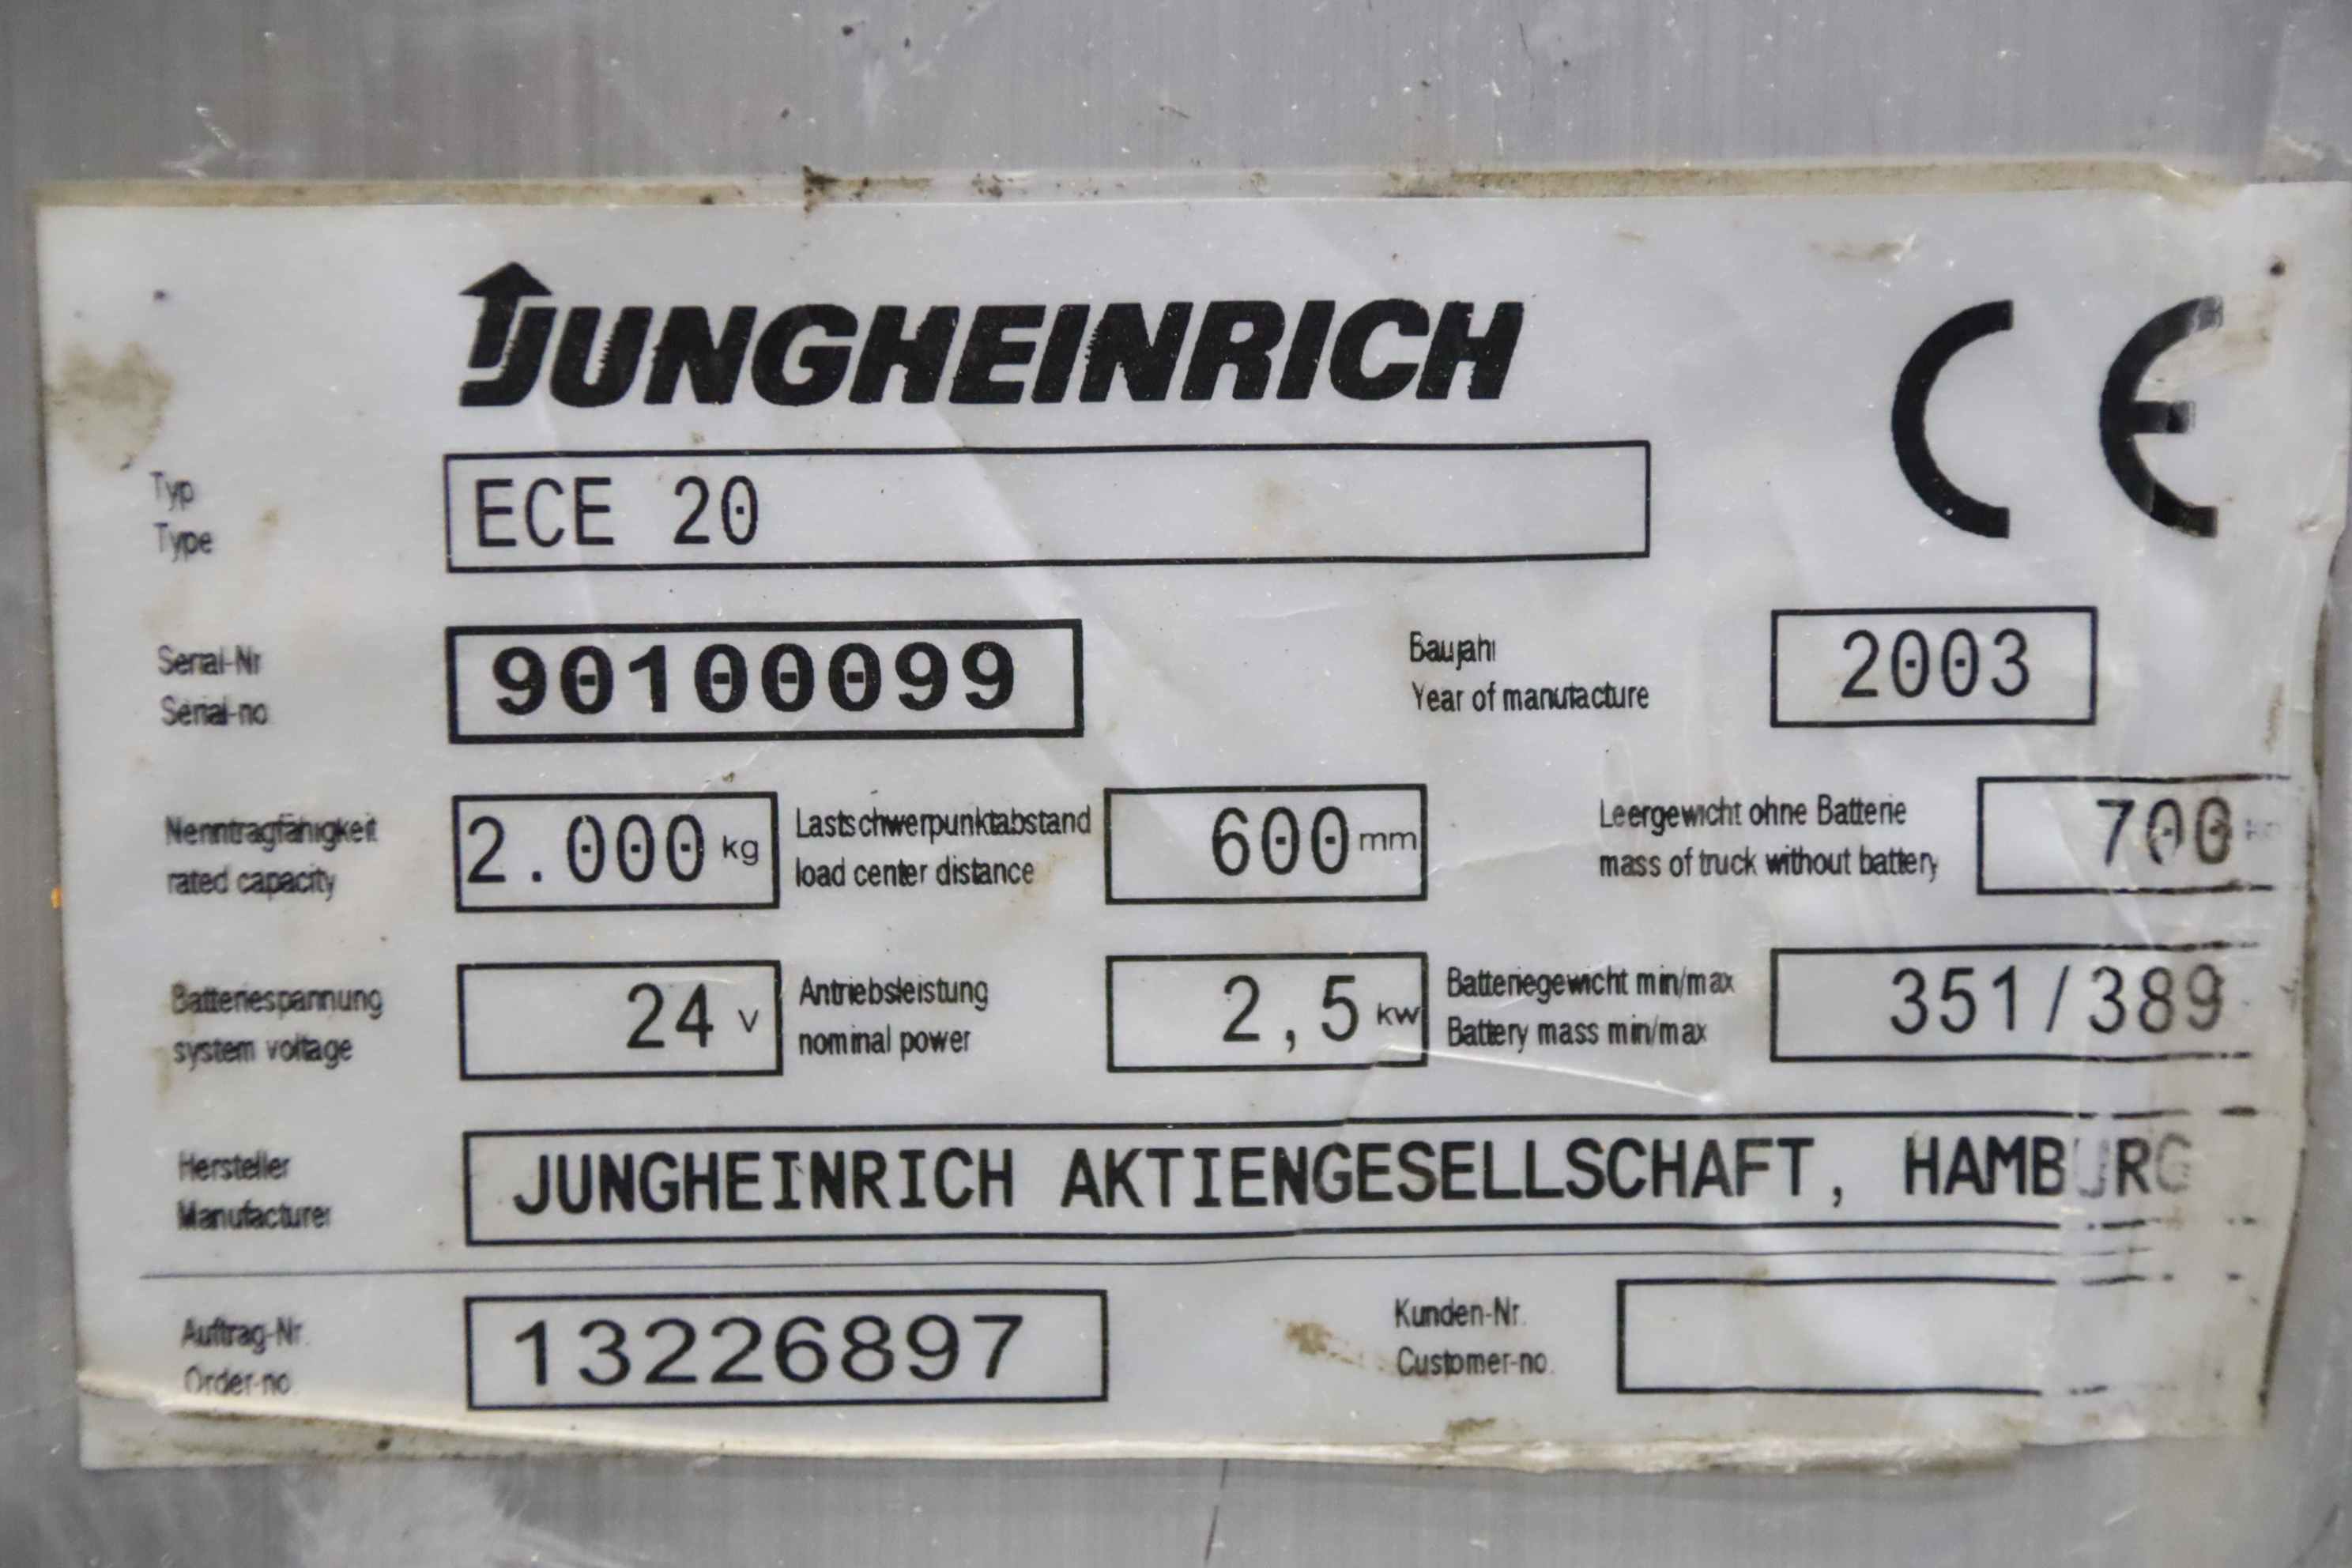 JUNGHEINRICH
CE
Typ
Type
ECE 20
Serial-Nr
Serial-no
90100099
Baujahr
Year of manufacture
2003
Nenntragfähigkeit
rated capacity
2.000 kg
Lastschwerpunktabstand
load center distance
600 mm
Leergewicht ohne Batterie
mass of truck without battery
700
Batteriespannung
system voltage
24 V
Antriebsleistung
nominal power
2,5 kw
Batteriegewicht min/max
Battery mass min/max
351/389
Hersteller
Manufacturer
JUNGHEINRICH AKTIENGESELLSCHAFT, HAMBURG
Auftrag-Nr.
Order-no
13226897
Kunden-Nr.
Customer-no.